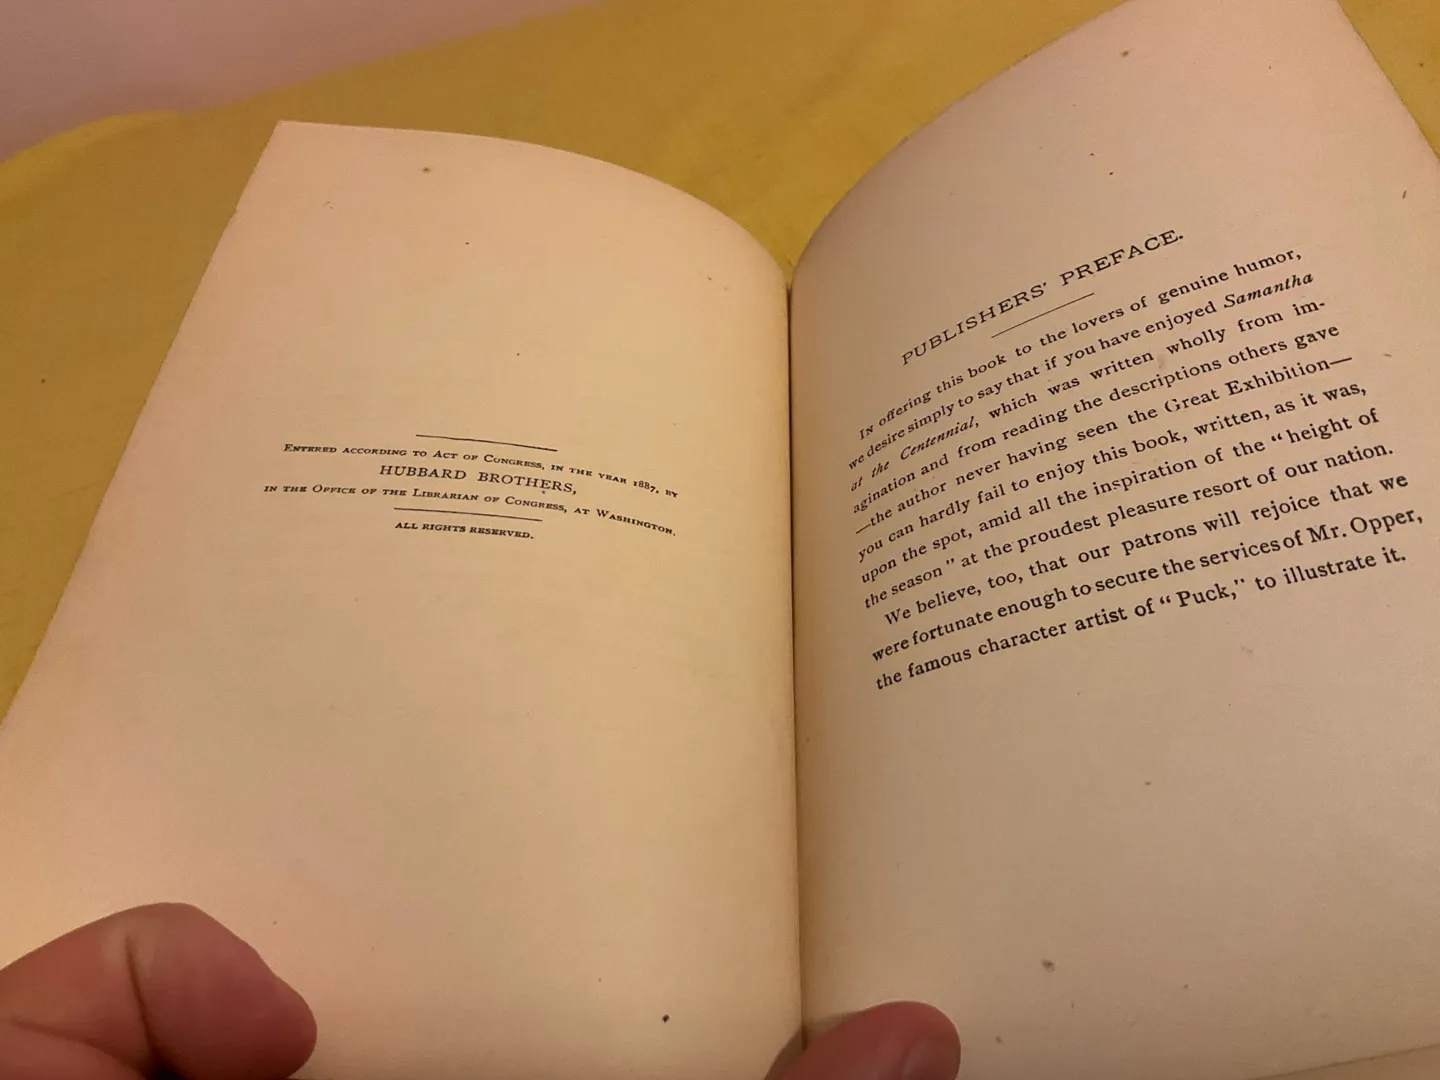 ENTERED ACCORDING TO ACT OF CONGRESS, IN THE YEAR 1887, BY
HUBBARD BROTHERS,
IN THE OFFICE OF THE LIBRARIAN OF CONGRESS, AT WASHINGTON.
ALL RIGHTS RESERVED.
PUBLISHERS' PREFACE.
IN offering this book to the lovers of genuine humor,
we desire simply to say that if you have enjoyed Samantha
at the Centennial, which was written wholly from im-
agination and from reading the descriptions others gave
—the author never having seen the Great Exhibition—
you can hardly fail to enjoy this book, written, as it was,
upon the spot, amid all the inspiration of the "height of
the season" at the proudest pleasure resort of our nation.
We believe, too, that our patrons will rejoice that we
were fortunate enough to secure the services of Mr. Opper,
the famous character artist of "Puck," to illustrate it.